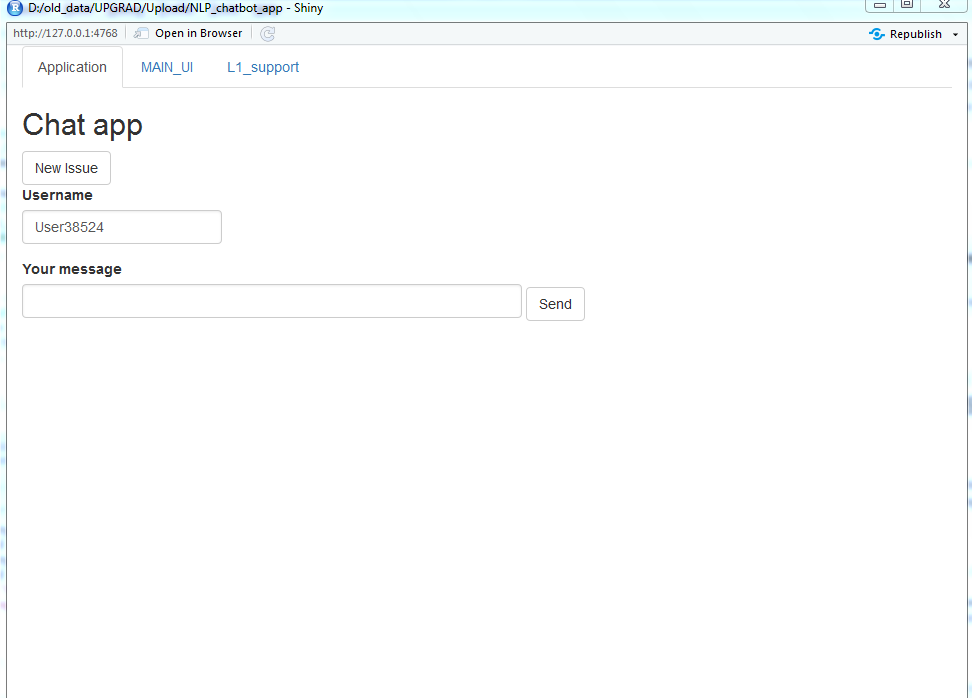 D:/old_data/UPGRAD/Upload/NLP_chatbot_app - Shiny
http://127.0.0.1:4768 Open in Browser Republish
Application MAIN_UI L1_support
Chat app
New Issue
Username
User38524
Your message
Send